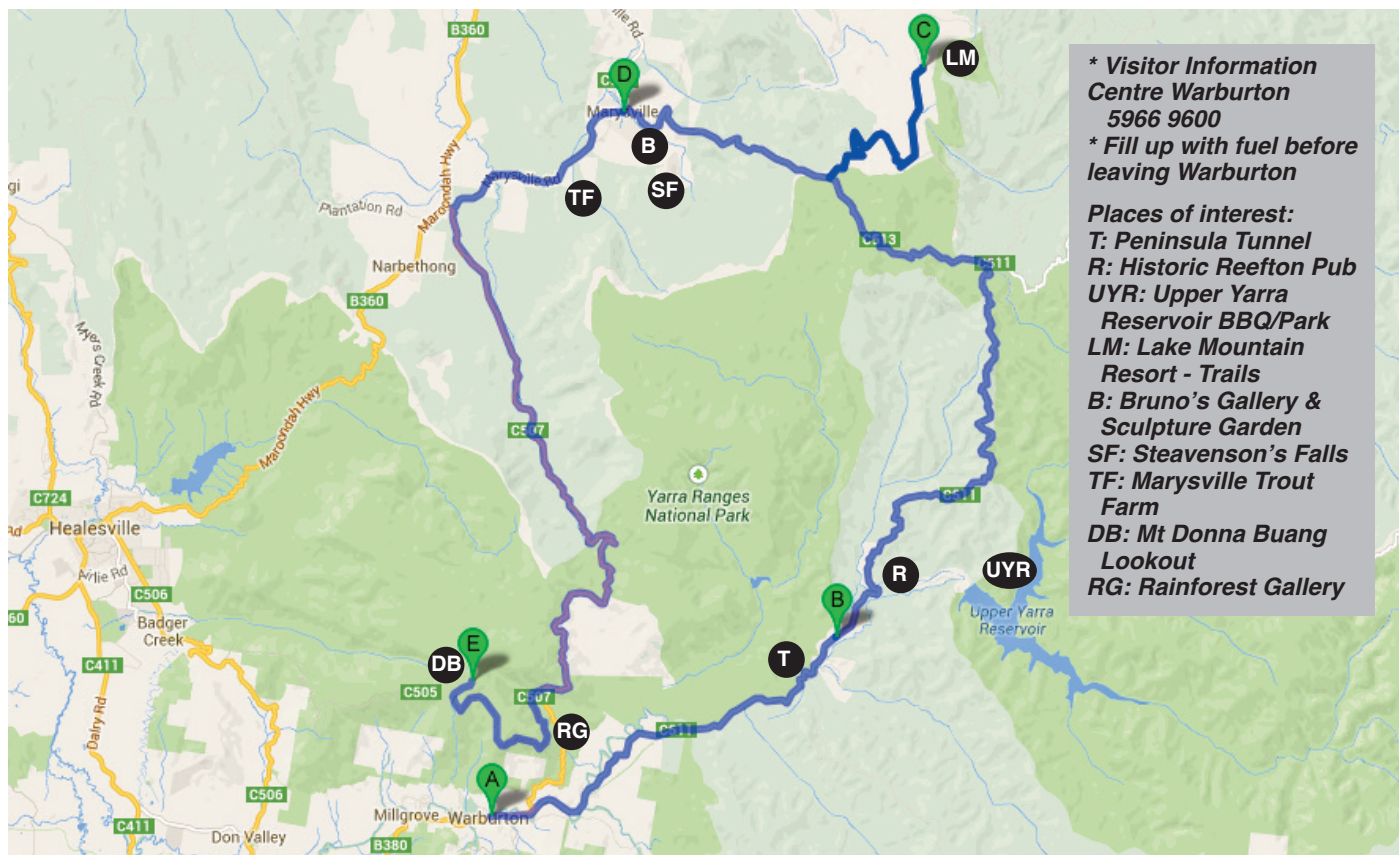 B360
C
LM
D
Marysville
B
SF
TF
Marysville Rd
Maroondah Hwy
Plantation Rd
Narbethong
B360
Myers Creek Rd
Maroondah Hwy
C513
C511
C507
Yarra Ranges
National Park
C511
C724
Healesville
Airlie Rd
C506
Badger
Creek
C411
Dalry Rd
R
UYR
Upper Yarra
Reservoir
B
T
E
DB
C505
C507
RG
C511
A
C506
Millgrove
Warburton
C411
Don Valley
B380
* Visitor Information
Centre Warburton
5966 9600
* Fill up with fuel before
leaving Warburton
Places of interest:
T: Peninsula Tunnel
R: Historic Reefton Pub
UYR: Upper Yarra
Reservoir BBQ/Park
LM: Lake Mountain
Resort - Trails
B: Bruno's Gallery &
Sculpture Garden
SF: Steavenson's Falls
TF: Marysville Trout
Farm
DB: Mt Donna Buang
Lookout
RG: Rainforest Gallery